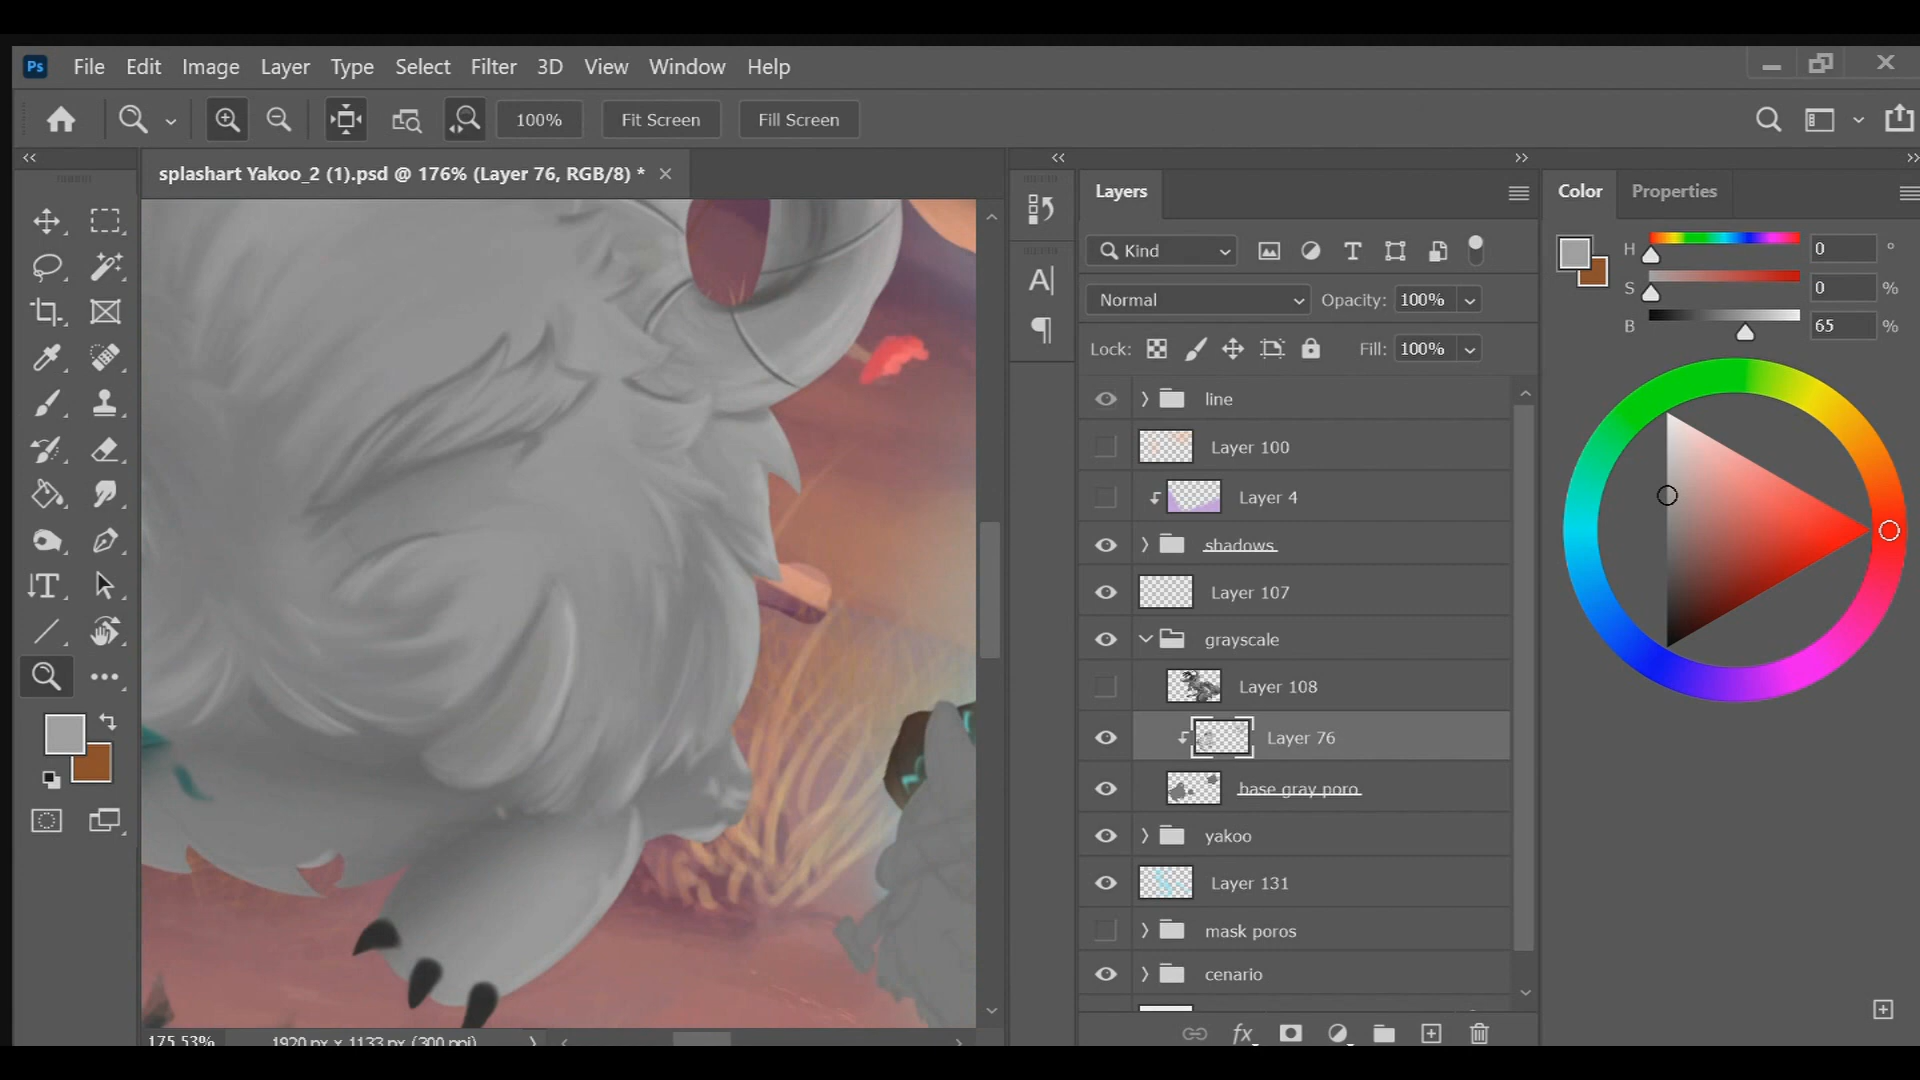 Ps File Edit Image Layer Type Select Filter 3D View Window Help
100% Fit Screen Fill Screen
splashart Yakoo_2 (1).psd @ 176% (Layer 76, RGB/8) *
Layers
Color Properties
Kind
H 0 °
S 0 %
B 65 %
Normal Opacity: 100%
Lock: Fill: 100%
line
Layer 100
Layer 4
shadows
Layer 107
grayscale
Layer 108
Layer 76
base gray poro
yakoo
Layer 131
mask poros
cenario
fx
175.53% 1920 px x 1133 px (300 ppi)